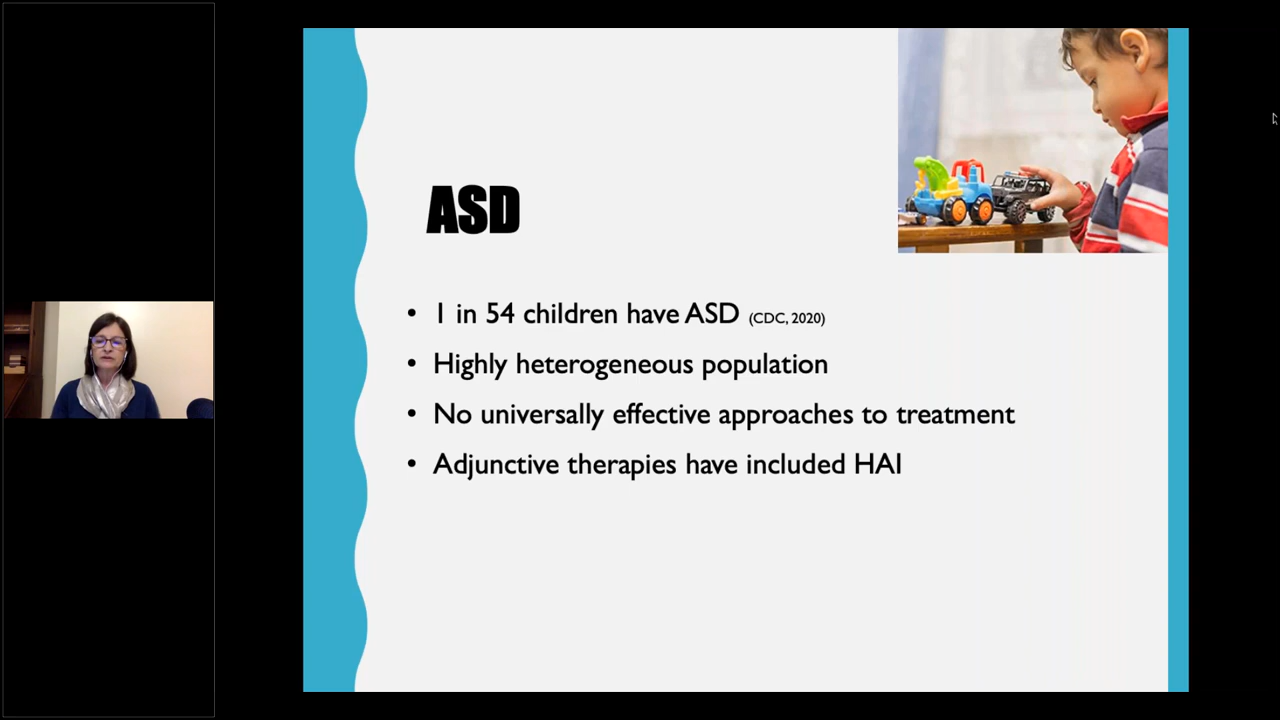 ASD
• 1 in 54 children have ASD (CDC, 2020)
• Highly heterogeneous population
• No universally effective approaches to treatment
• Adjunctive therapies have included HAI